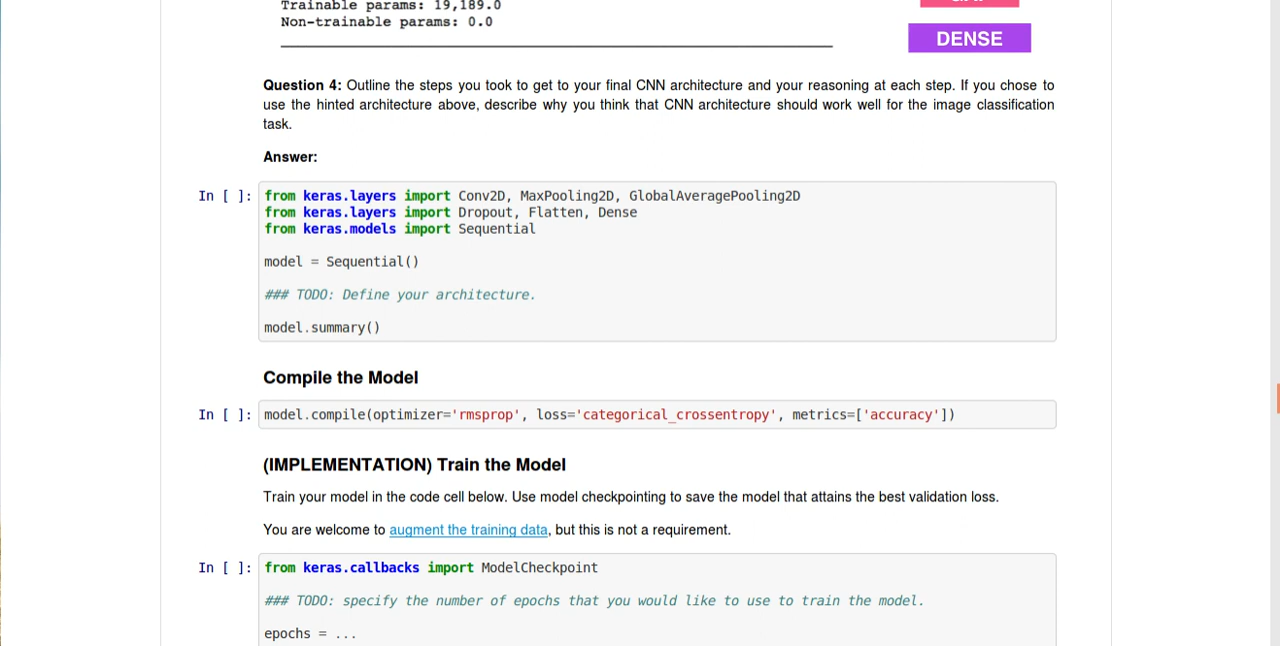 Trainable params: 19,189.0
Non-trainable params: 0.0
DENSE
Question 4: Outline the steps you took to get to your final CNN architecture and your reasoning at each step. If you chose to
use the hinted architecture above, describe why you think that CNN architecture should work well for the image classification
task.
Answer:
In [ ]: from keras.layers import Conv2D, MaxPooling2D, GlobalAveragePooling2D
from keras.layers import Dropout, Flatten, Dense
from keras.models import Sequential
model = Sequential()
### TODO: Define your architecture.
model.summary()
Compile the Model
In [ ]: model.compile(optimizer='rmsprop', loss='categorical_crossentropy', metrics=['accuracy'])
(IMPLEMENTATION) Train the Model
Train your model in the code cell below. Use model checkpointing to save the model that attains the best validation loss.
You are welcome to augment the training data, but this is not a requirement.
In [ ]: from keras.callbacks import ModelCheckpoint
### TODO: specify the number of epochs that you would like to use to train the model.
epochs = ...